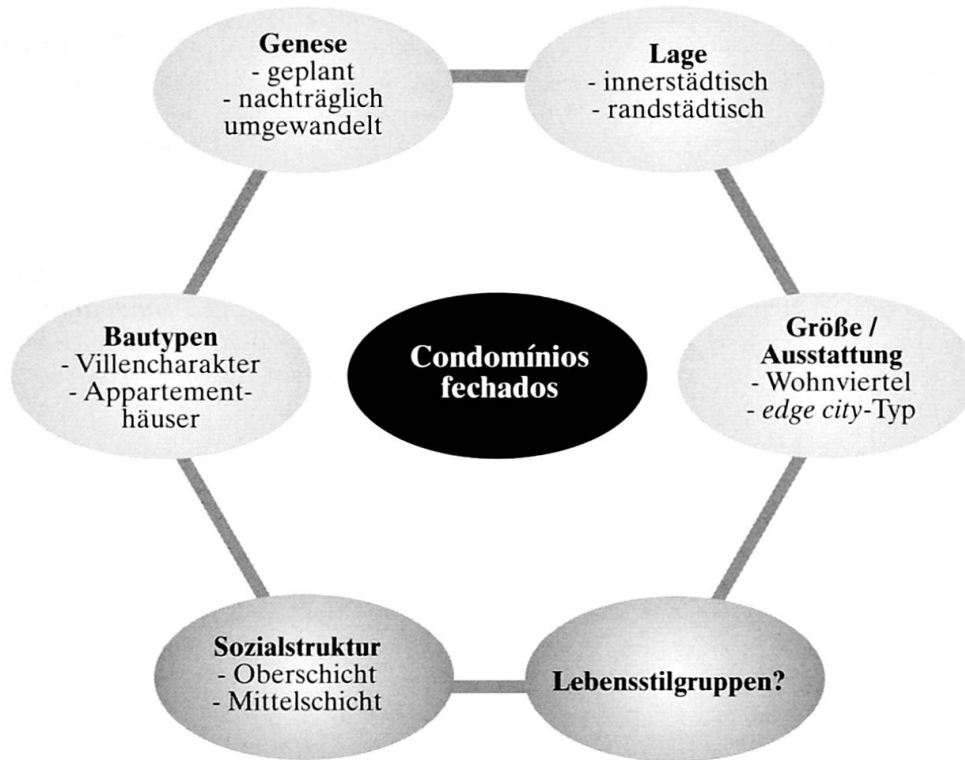 Genese
- geplant
- nachträglich
umgewandelt
Lage
- innerstädtisch
- randstädtisch
Bautypen
- Villencharakter
- Appartement-
häuser
Condomínios
fechados
Größe /
Ausstattung
- Wohnviertel
- edge city-Typ
Sozialstruktur
- Oberschicht
- Mittelschicht
Lebensstilgruppen?